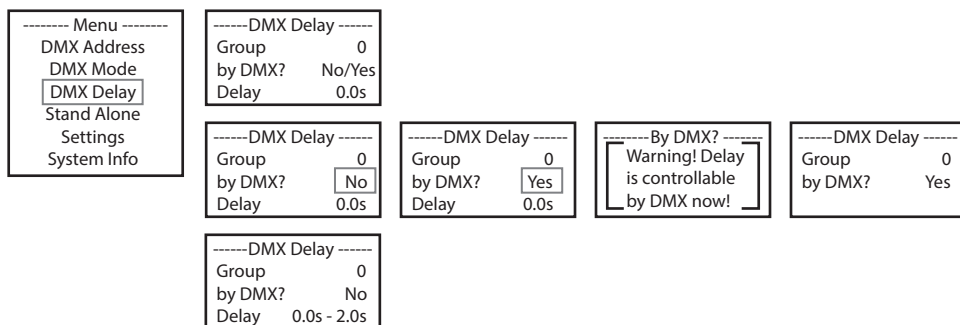 -------- Menu --------
DMX Address
DMX Mode
DMX Delay
Stand Alone
Settings
System Info
------DMX Delay ------
Group 0
by DMX? No/Yes
Delay 0.0s
------DMX Delay ------
Group 0
by DMX? No
Delay 0.0s
------DMX Delay ------
Group 0
by DMX? Yes
Delay 0.0s
--------By DMX? -------
Warning! Delay
is controllable
by DMX now!
------DMX Delay ------
Group 0
by DMX? Yes
------DMX Delay ------
Group 0
by DMX? No
Delay 0.0s - 2.0s